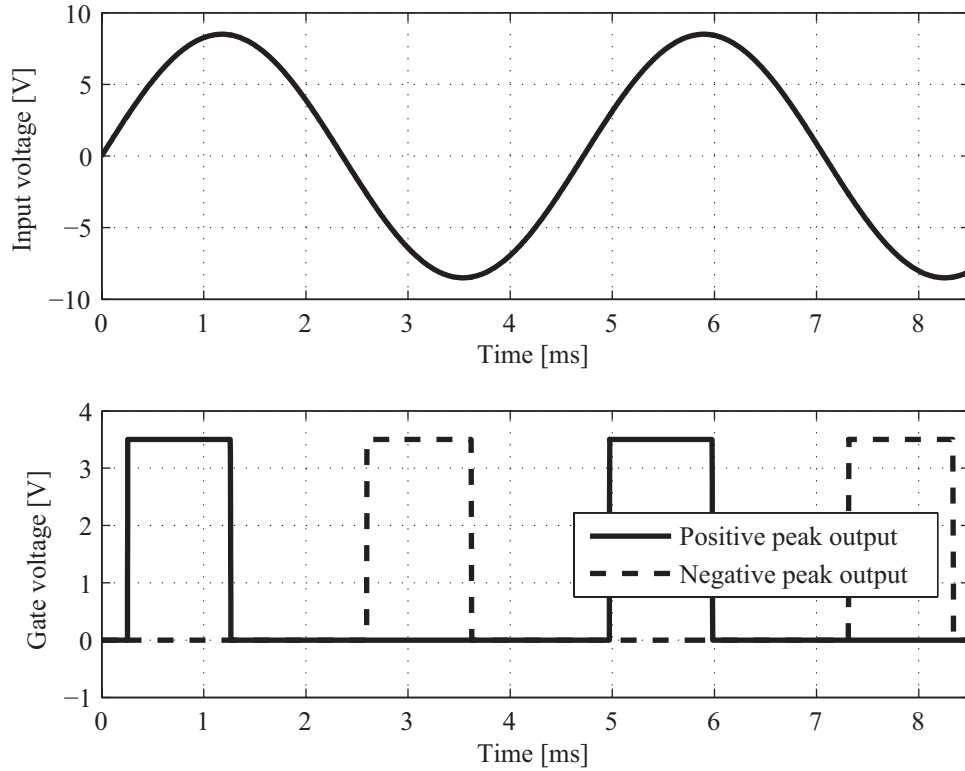 10
5
0
−5
−10
Input voltage [V]
0 1 2 3 4 5 6 7 8
Time [ms]
4
3
2
1
0
−1
Gate voltage [V]
Positive peak output
Negative peak output
0 1 2 3 4 5 6 7 8
Time [ms]